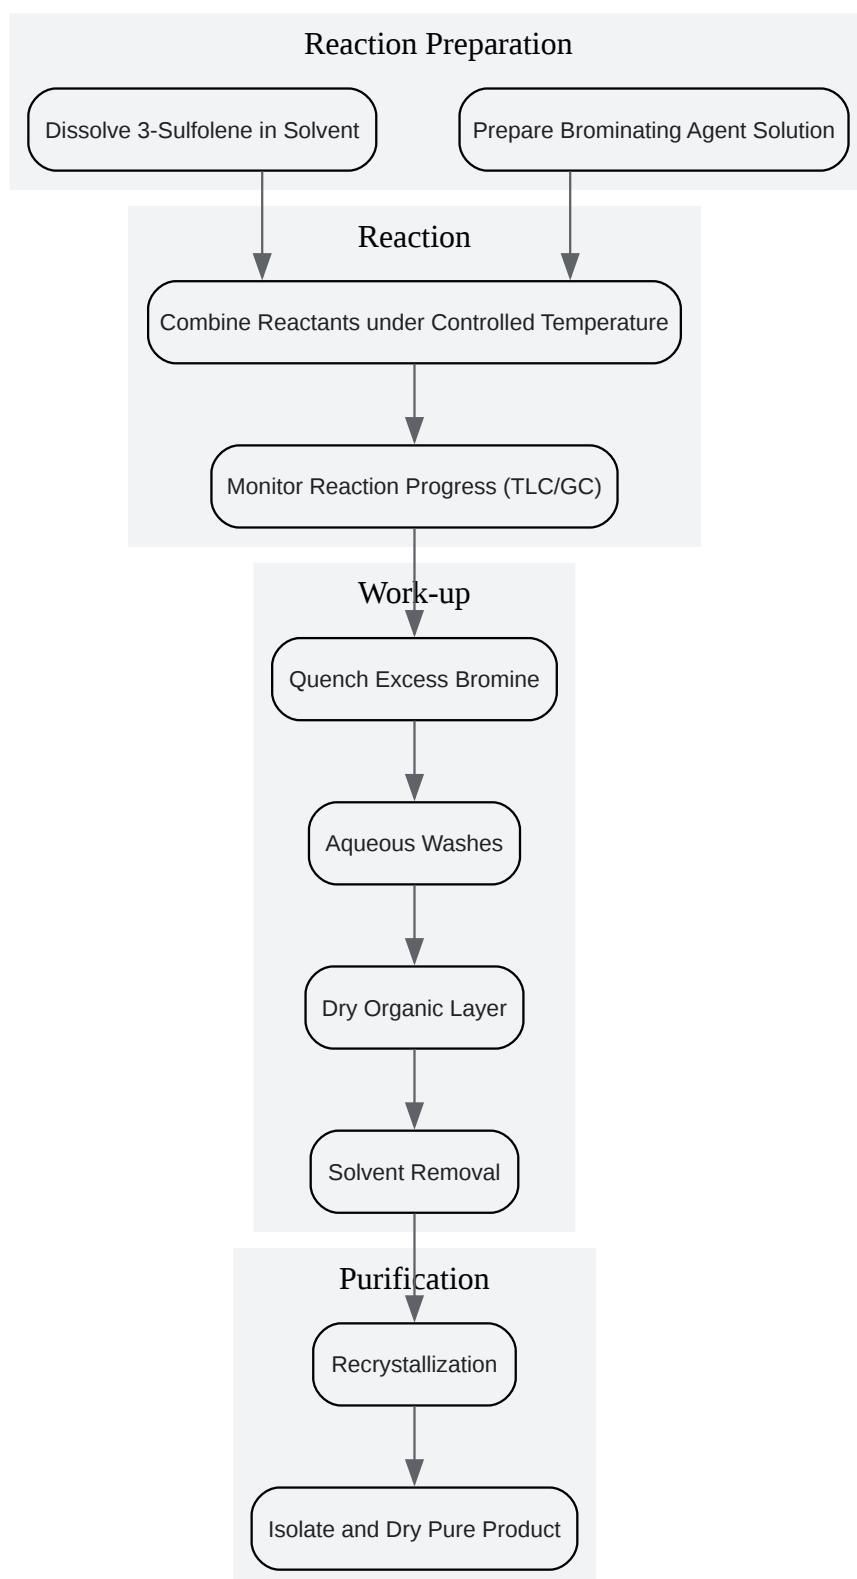 Reaction Preparation
Dissolve 3-Sulfolene in Solvent
Prepare Brominating Agent Solution
Reaction
Combine Reactants under Controlled Temperature
Monitor Reaction Progress (TLC/GC)
Work-up
Quench Excess Bromine
Aqueous Washes
Dry Organic Layer
Solvent Removal
Purification
Recrystallization
Isolate and Dry Pure Product